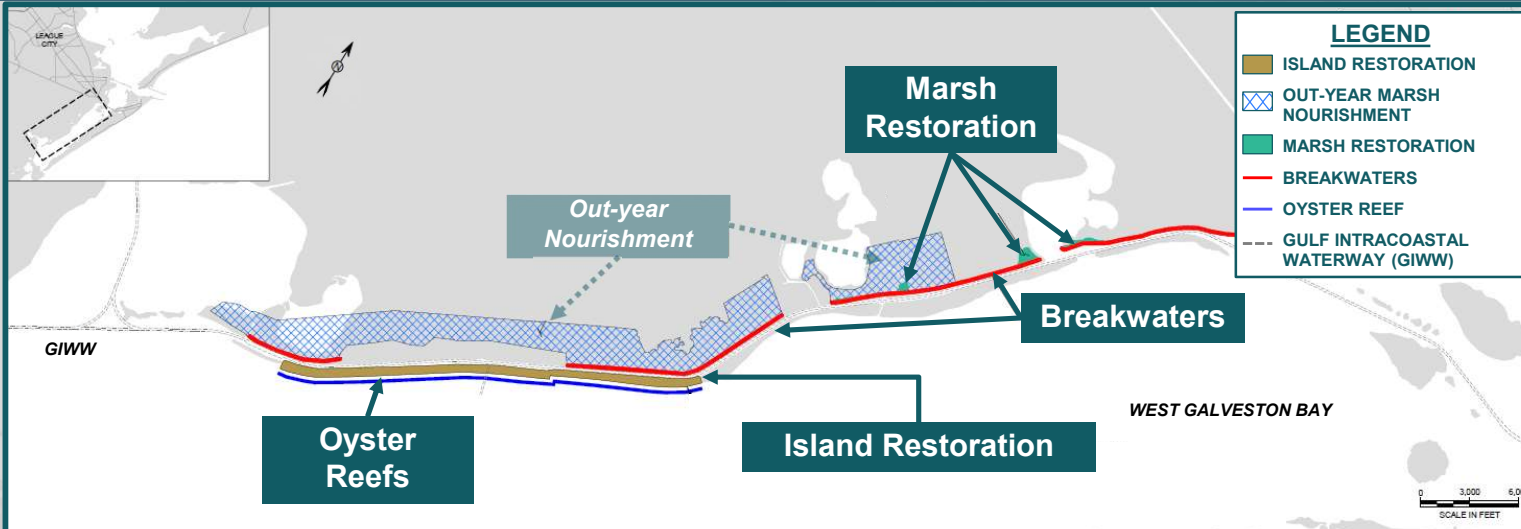 LEAGUE
CITY
N
LEGEND
ISLAND RESTORATION
OUT-YEAR MARSH
NOURISHMENT
MARSH RESTORATION
BREAKWATERS
OYSTER REEF
GULF INTRACOASTAL
WATERWAY (GIWW)
Marsh
Restoration
Out-year
Nourishment
Breakwaters
GIWW
WEST GALVESTON BAY
Oyster
Reefs
Island Restoration
0 3,000
SCALE IN FEET